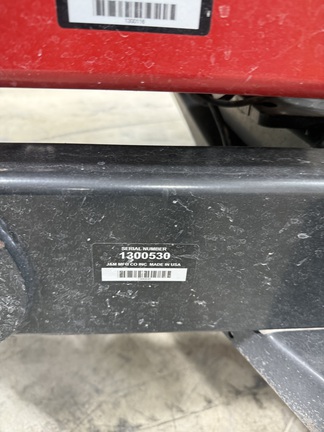 SERIAL NUMBER
1300530
JAM MFG CO INC. MADE IN USA